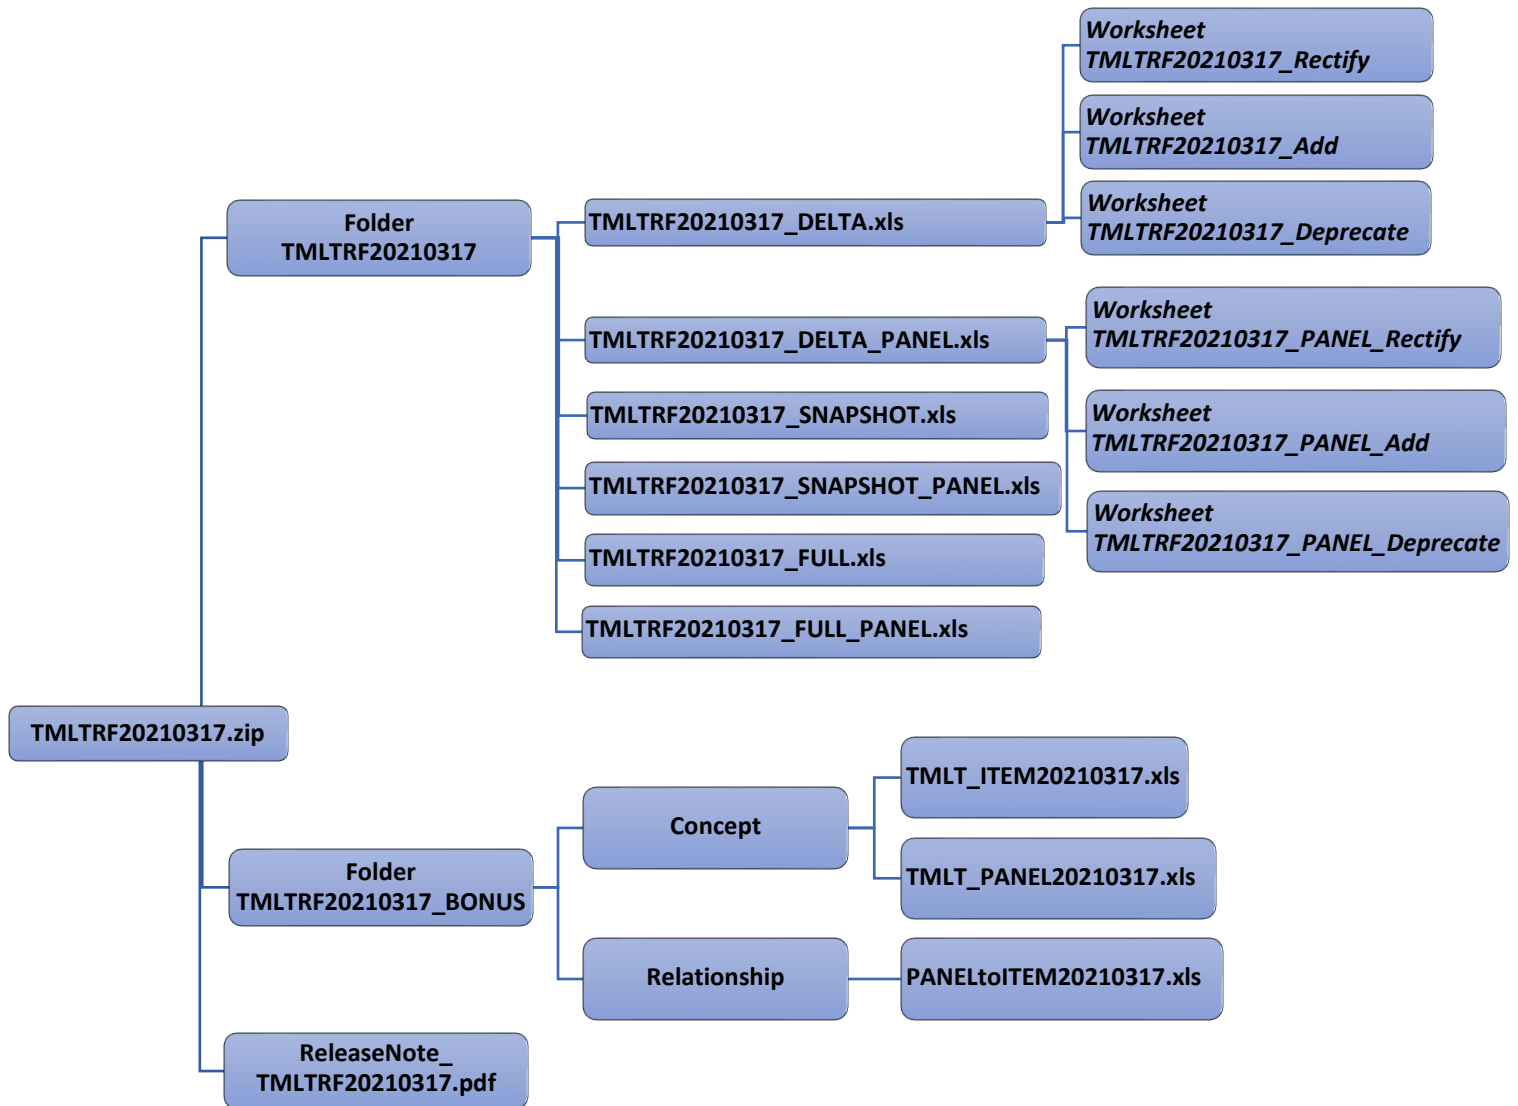 Worksheet
TMLTRF20210317_Rectify
Worksheet
TMLTRF20210317_Add
Worksheet
TMLTRF20210317_Deprecate
Folder
TMLTRF20210317
TMLTRF20210317_DELTA.xls
TMLTRF20210317_DELTA_PANEL.xls
Worksheet
TMLTRF20210317_PANEL_Rectify
Worksheet
TMLTRF20210317_PANEL_Add
Worksheet
TMLTRF20210317_PANEL_Deprecate
TMLTRF20210317_SNAPSHOT.xls
TMLTRF20210317_SNAPSHOT_PANEL.xls
TMLTRF20210317_FULL.xls
TMLTRF20210317_FULL_PANEL.xls
TMLTRF20210317.zip
Folder
TMLTRF20210317_BONUS
Concept
TMLT_ITEM20210317.xls
TMLT_PANEL20210317.xls
Relationship
PANELtoITEM20210317.xls
ReleaseNote_
TMLTRF20210317.pdf